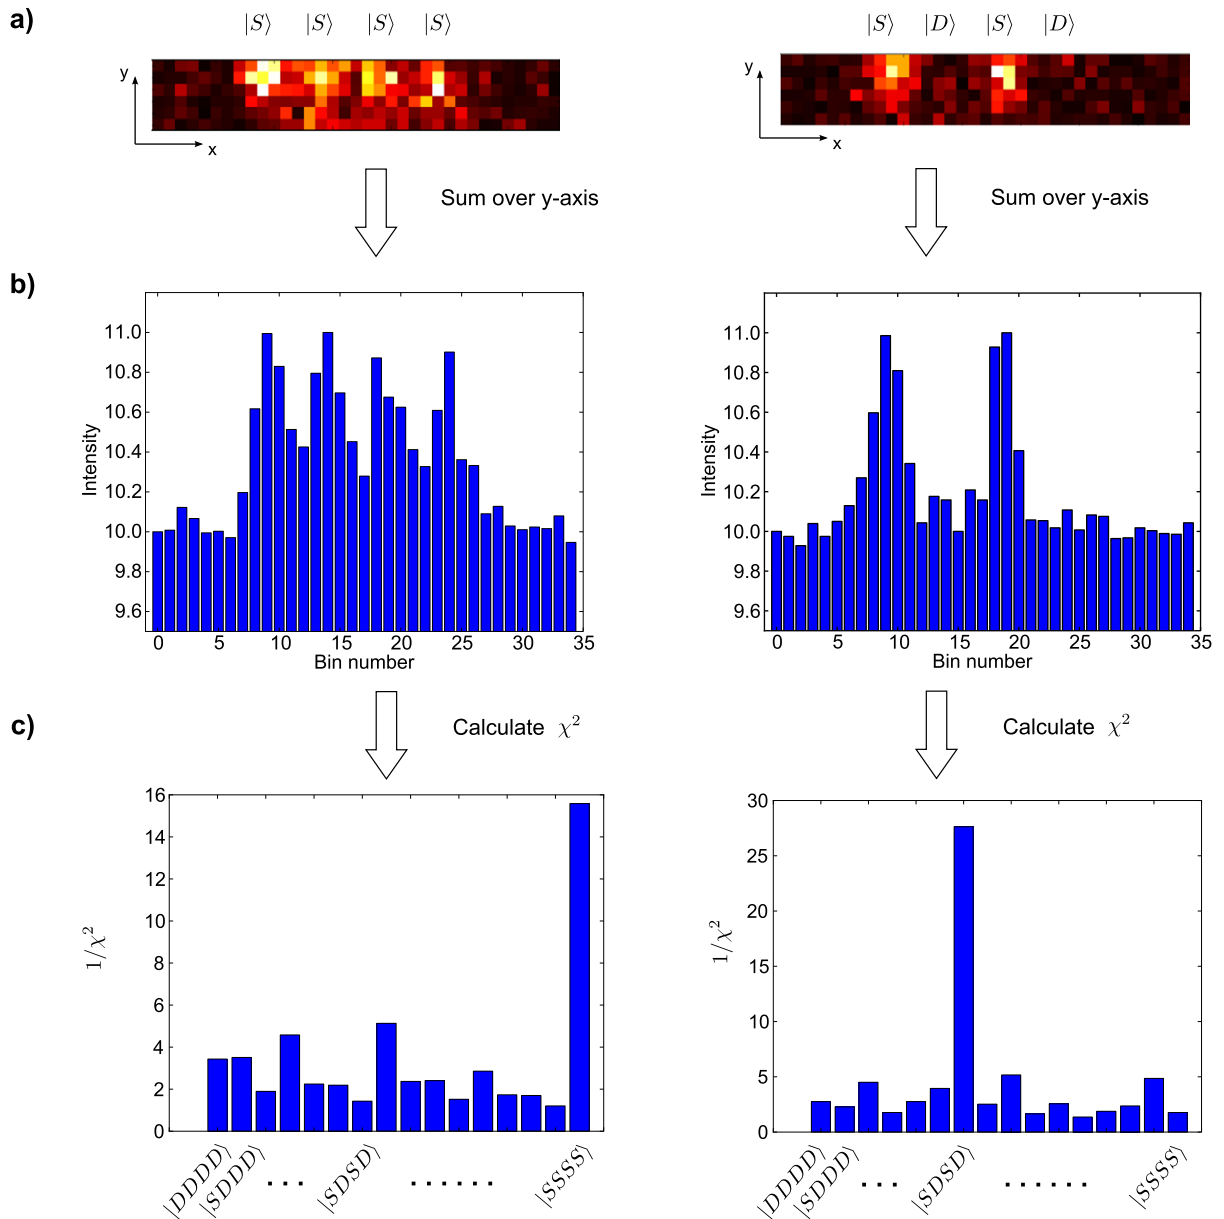 a)
|S⟩ |S⟩ |S⟩ |S⟩
|S⟩ |D⟩ |S⟩ |D⟩
y
x
y
x
Sum over y-axis
Sum over y-axis
b)
Intensity
11.0
10.8
10.6
10.4
10.2
10.0
9.8
9.6
0 5 10 15 20 25 30 35
Bin number
Intensity
11.0
10.8
10.6
10.4
10.2
10.0
9.8
9.6
0 5 10 15 20 25 30 35
Bin number
c)
Calculate χ²
Calculate χ²
1/χ²
16
14
12
10
8
6
4
2
0
|DDDD⟩ |SDDD⟩ ... |SDSD⟩ ...... |SSSS⟩
1/χ²
30
25
20
15
10
5
0
|DDDD⟩ |SDDD⟩ ... |SDSD⟩ ...... |SSSS⟩